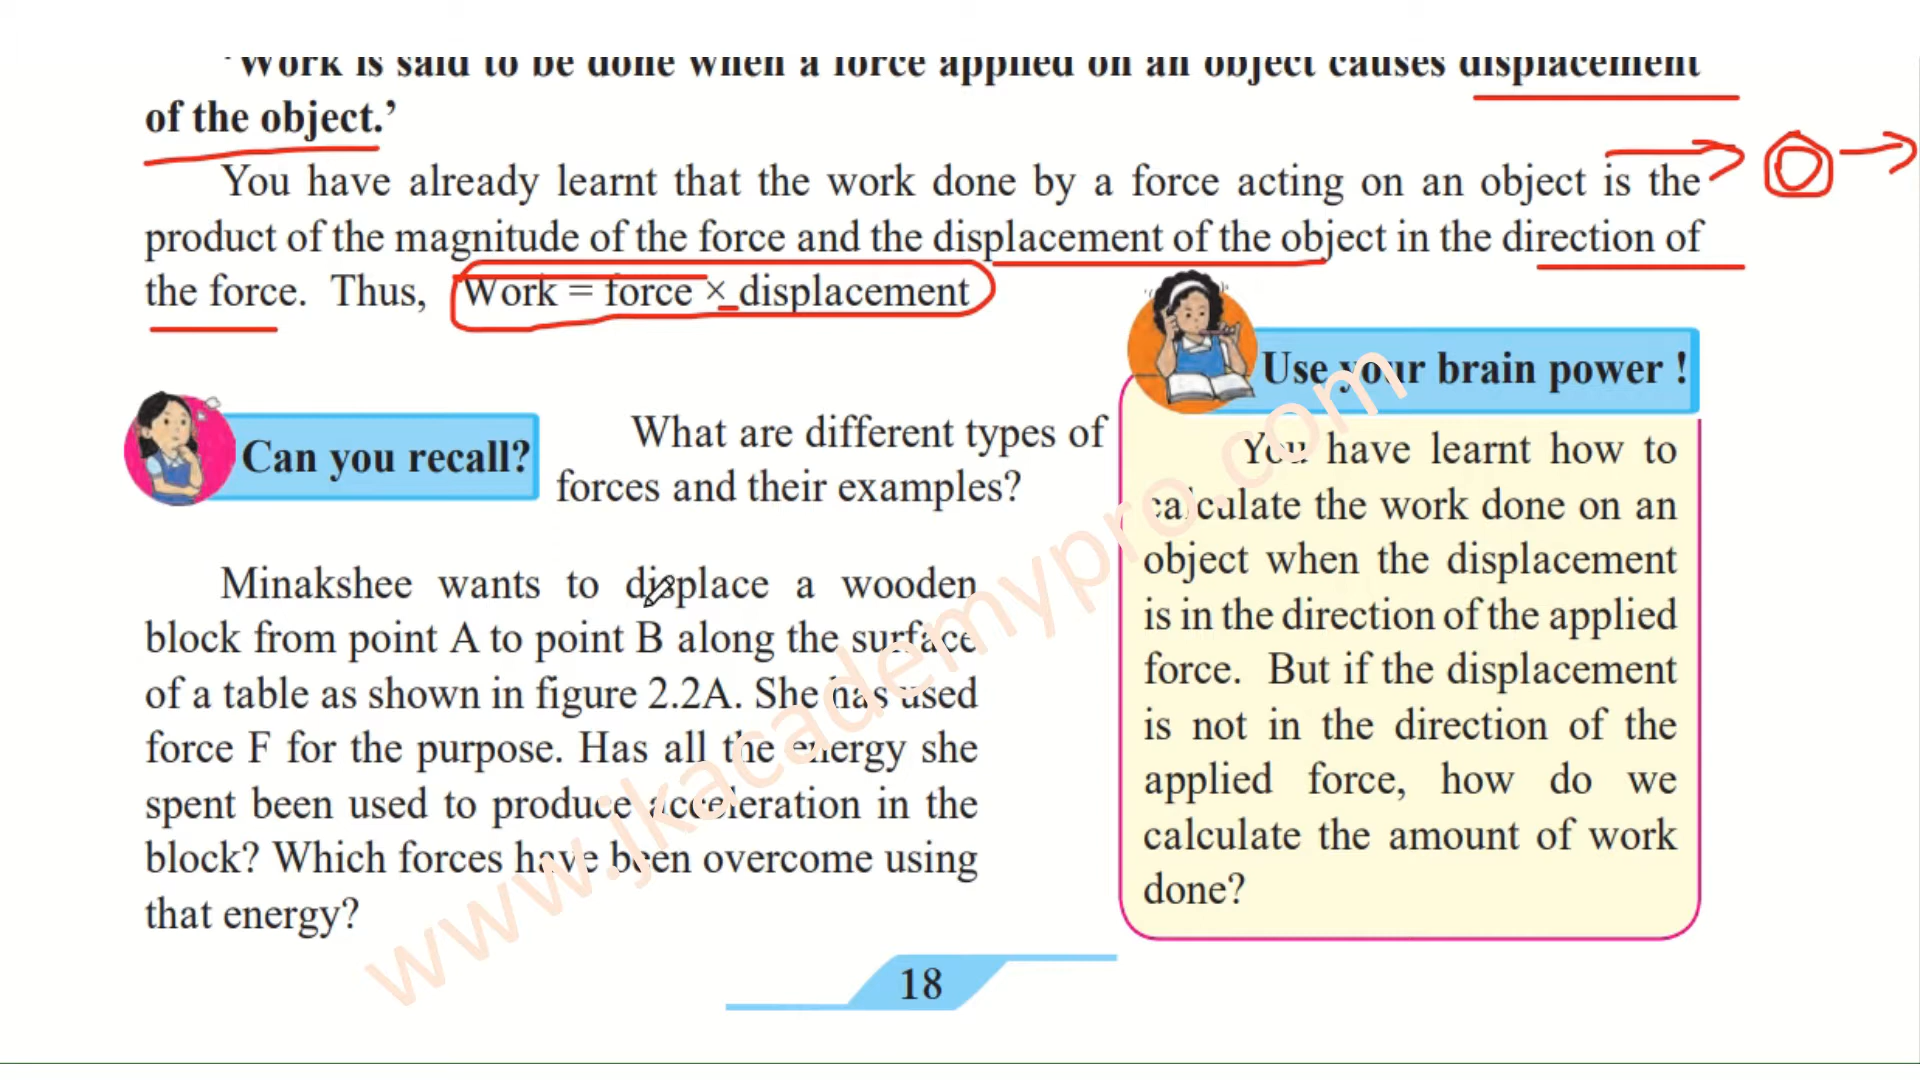 'Work is said to be done when a force applied on an object causes displacement
of the object.’
You have already learnt that the work done by a force acting on an object is the
product of the magnitude of the force and the displacement of the object in the direction of
the force. Thus, Work = force × displacement
Can you recall?
What are different types of
forces and their examples?
Minakshee wants to displace a wooden
block from point A to point B along the surface
of a table as shown in figure 2.2A. She has used
force F for the purpose. Has all the energy she
spent been used to produce acceleration in the
block? Which forces have been overcome using
that energy?
Use your brain power !
You have learnt how to
calculate the work done on an
object when the displacement
is in the direction of the applied
force. But if the displacement
is not in the direction of the
applied force, how do we
calculate the amount of work
done?
www.jkacademypro.com
18